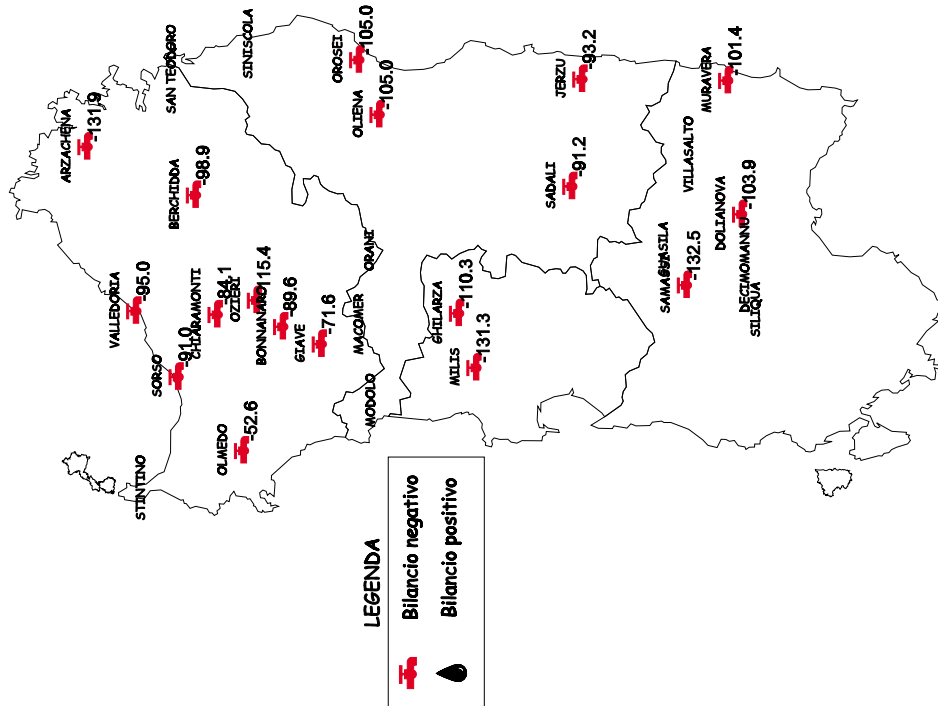 STINTINO
SORSO
-91.0
VALLEDORIA
-95.0
ARZACHENA
-131.9
SAN TEODORO
SINISCOLA
BERCHIDDA
-98.9
OLMEDO
-52.6
CHIARAMONTI
-84.1
OZIERI
-115.4
BONNANARO
-89.6
GIAVE
-71.6
OROSEI
-105.0
OLIENA
-105.0
MODOLO
MACOMER
ORANI
GHILARZA
-110.3
MILIS
-131.3
SADALI
-91.2
JERZU
-93.2
SAMASSI
GUASILA
-132.5
VILLASALTO
MURAVERA
-101.4
DOLIANOVA
-103.9
DECIMOMANNU
SILIQUA
LEGENDA
Bilancio negativo
Bilancio positivo